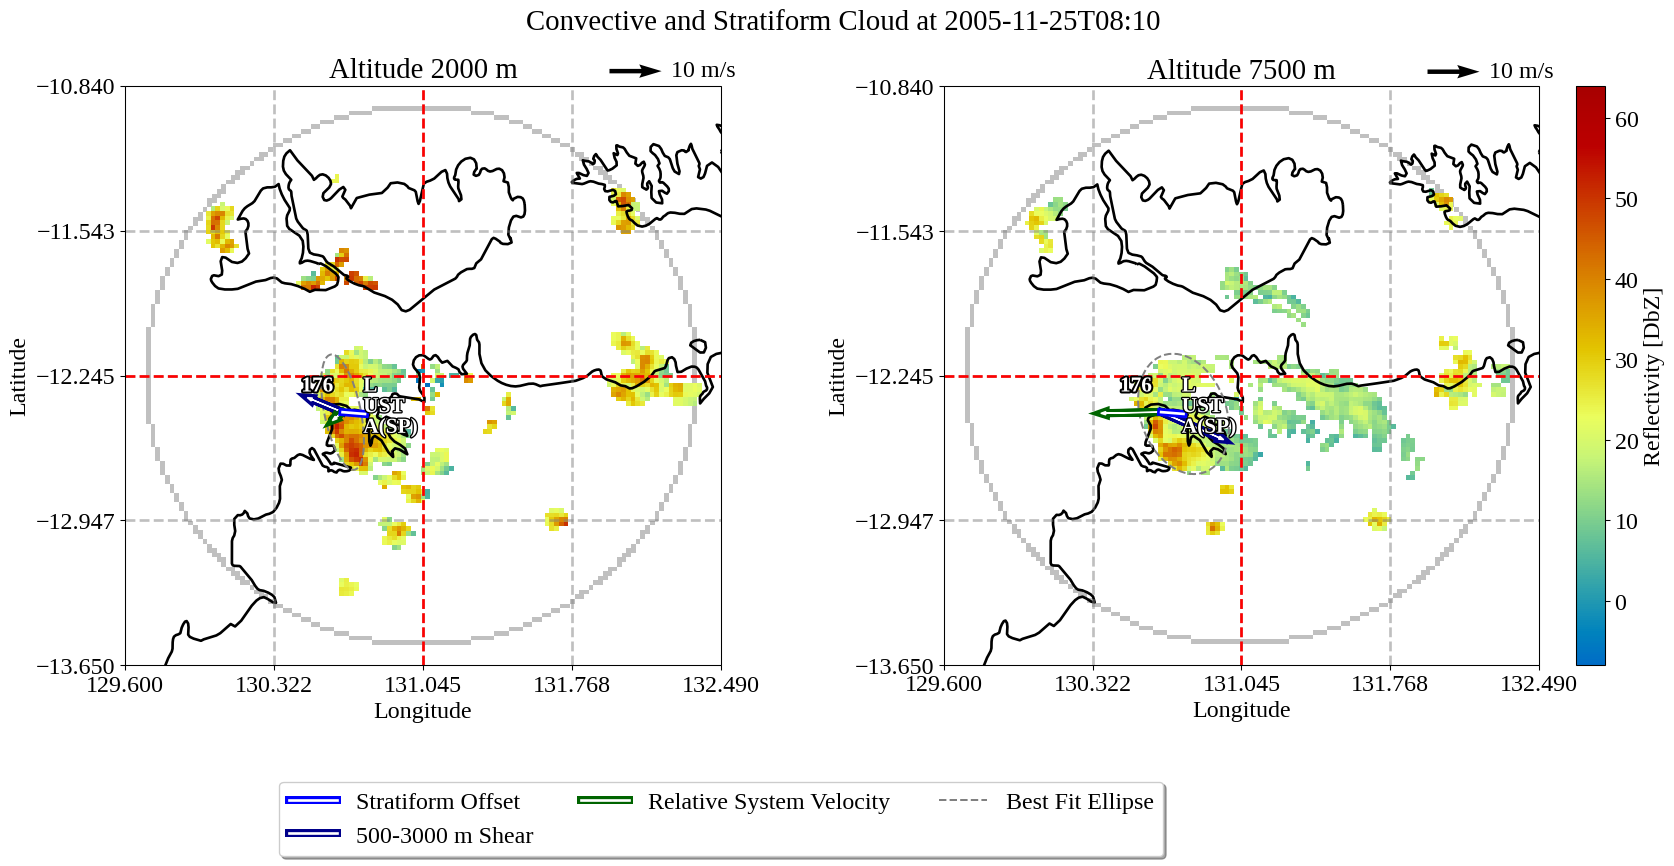 Convective and Stratiform Cloud at 2005-11-25T08:10
Altitude 2000 m
10 m/s
−10.840
−11.543
−12.245
−12.947
−13.650
Latitude
176
L
UST
A(SP)
129.600
130.322
131.045
131.768
132.490
Longitude
Altitude 7500 m
10 m/s
−10.840
−11.543
−12.245
−12.947
−13.650
Latitude
176
L
UST
A(SP)
129.600
130.322
131.045
131.768
132.490
Longitude
60
50
40
30
20
10
0
Reflectivity [DbZ]
Stratiform Offset
500-3000 m Shear
Relative System Velocity
Best Fit Ellipse